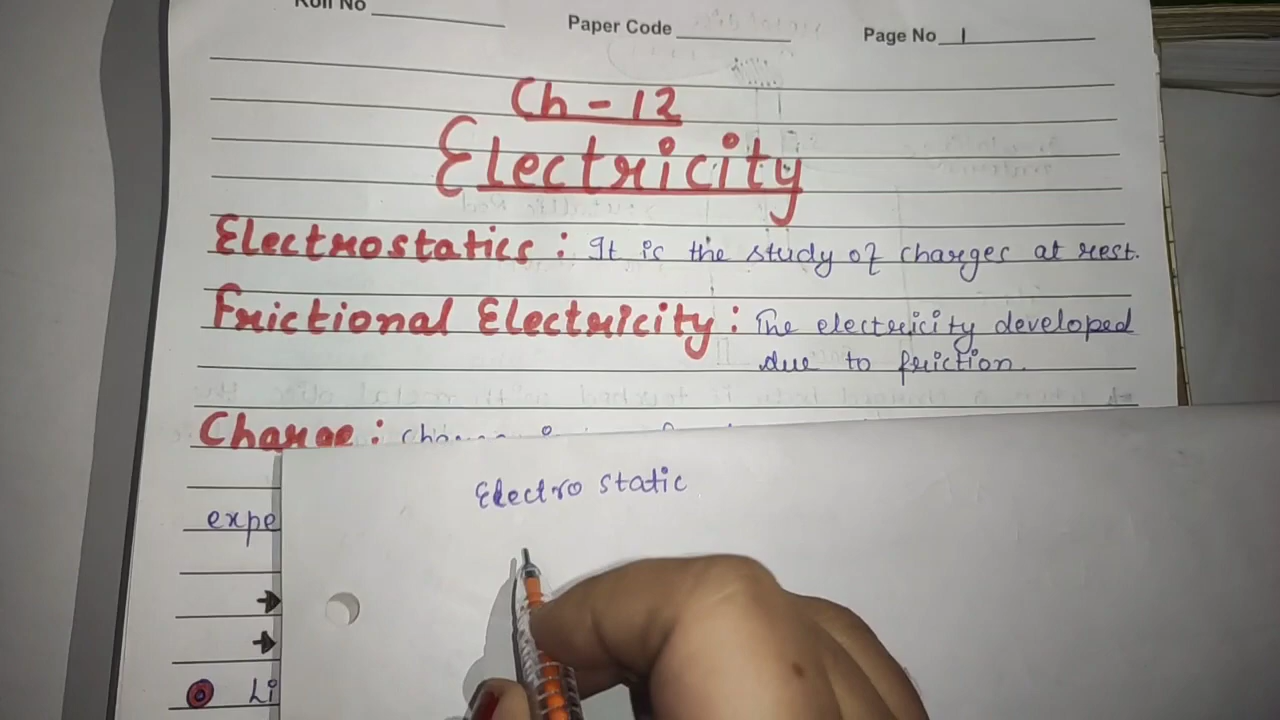 Roll No
Paper Code
Page No 1
Ch - 12
Electricity
Electrostatics : It is the study of charges at rest.
Frictional Electricity : The electricity developed
due to friction.
Charge :
Electro static
expe
→
→
Li